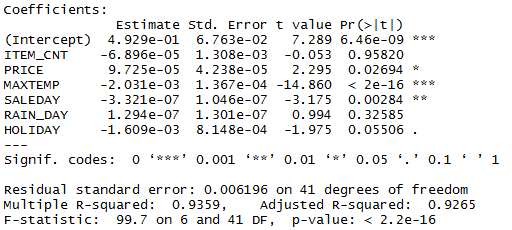 Coefficients:
              Estimate Std. Error t value Pr(>|t|)
(Intercept)  4.929e-01  6.763e-02   7.289 6.46e-09 ***
ITEM_CNT    -6.896e-05  1.308e-03  -0.053  0.95820
PRICE        9.725e-05  4.238e-05   2.295  0.02694 *
MAXTEMP     -2.031e-03  1.367e-04 -14.860  < 2e-16 ***
SALEDAY     -3.321e-07  1.046e-07  -3.175  0.00284 **
RAIN_DAY     1.294e-07  1.301e-07   0.994  0.32585
HOLIDAY     -1.609e-03  8.148e-04  -1.975  0.05506 .
---
Signif. codes:  0 ‘***’ 0.001 ‘**’ 0.01 ‘*’ 0.05 ‘.’ 0.1 ‘ ’ 1
Residual standard error: 0.006196 on 41 degrees of freedom
Multiple R-squared:  0.9359,    Adjusted R-squared:  0.9265
F-statistic:  99.7 on 6 and 41 DF,  p-value: < 2.2e-16